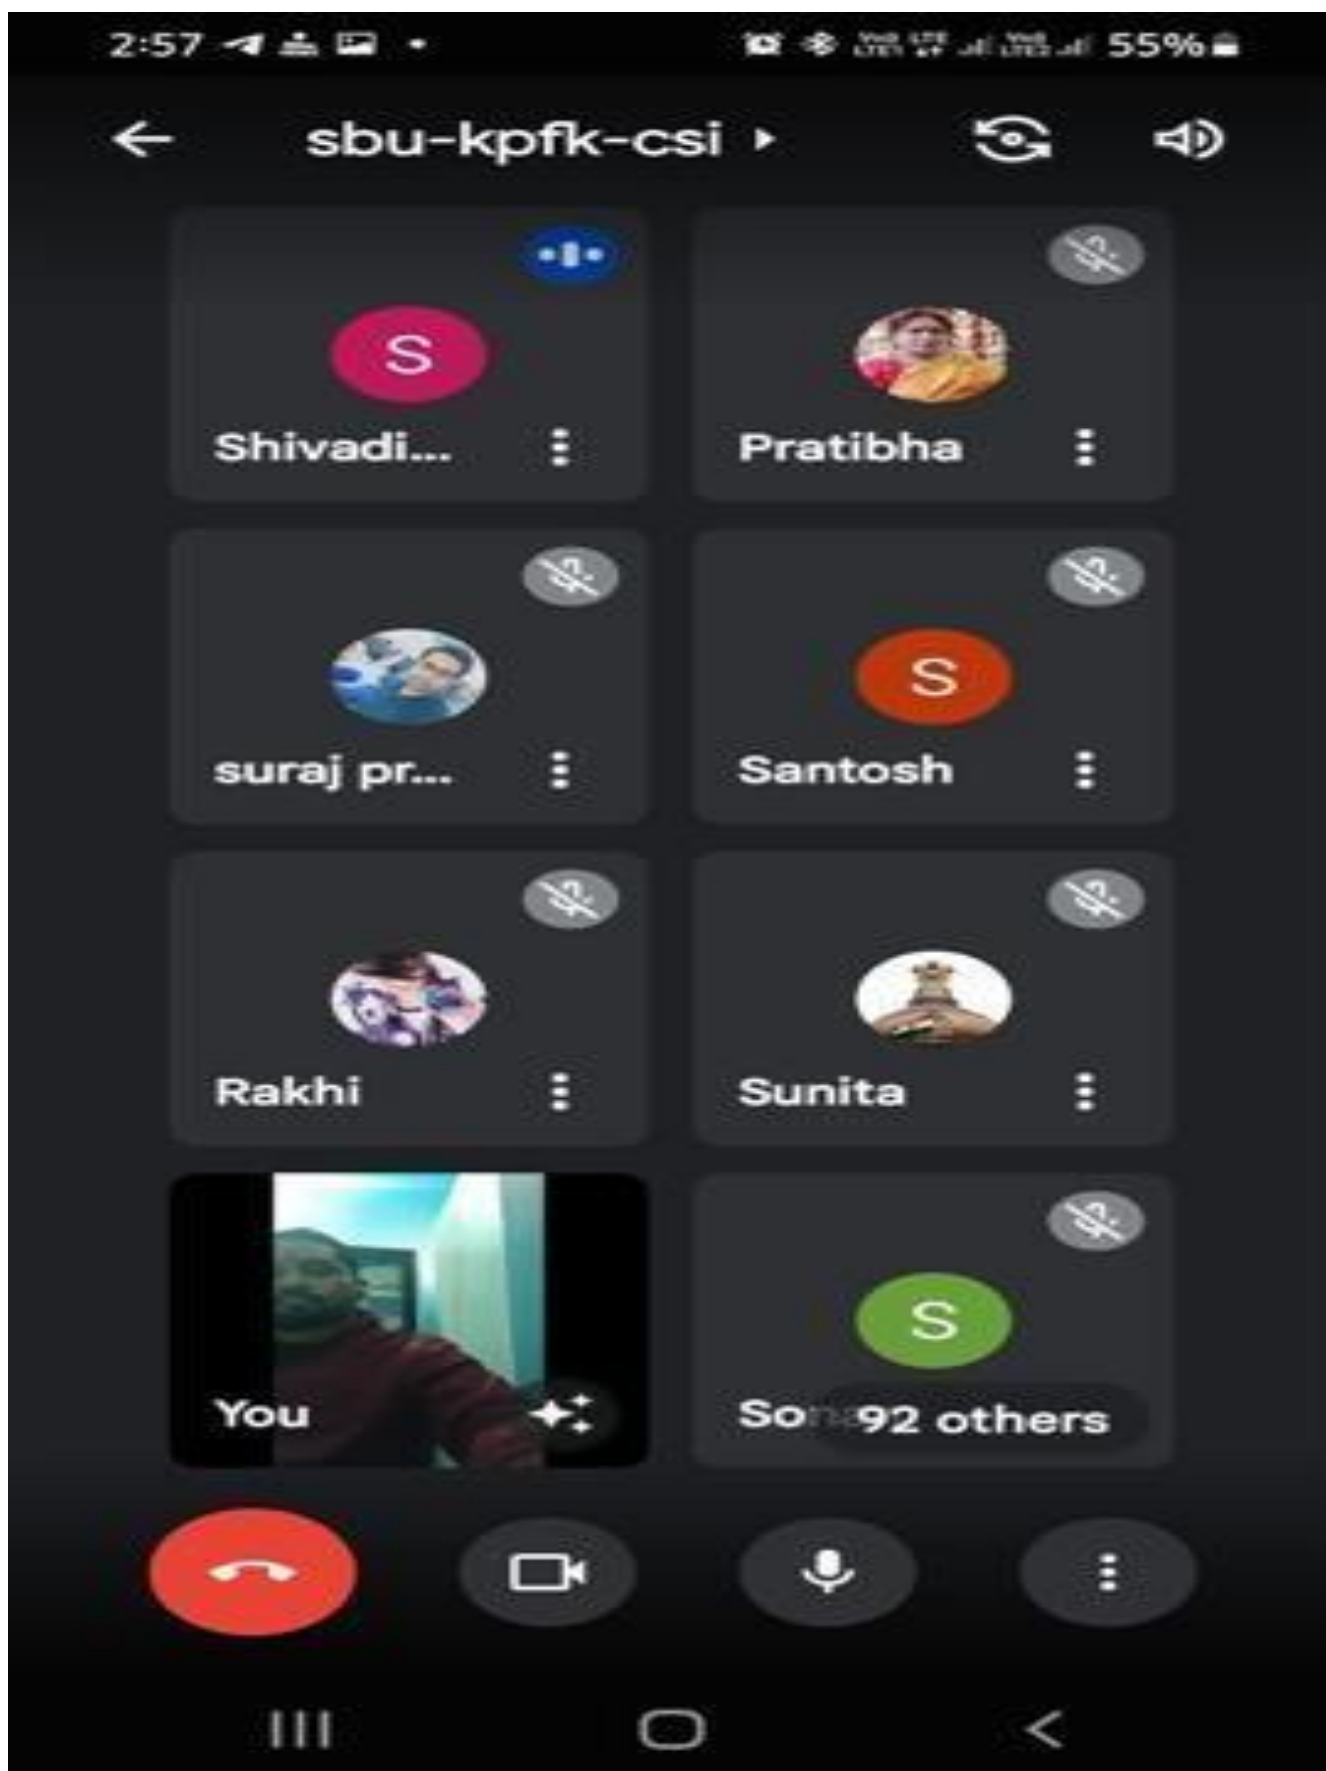 2:57 55%
sbu-kpfk-csi
S
Shivadi...
Pratibha
suraj pr...
S
Santosh
Rakhi
Sunita
You
S
92 others